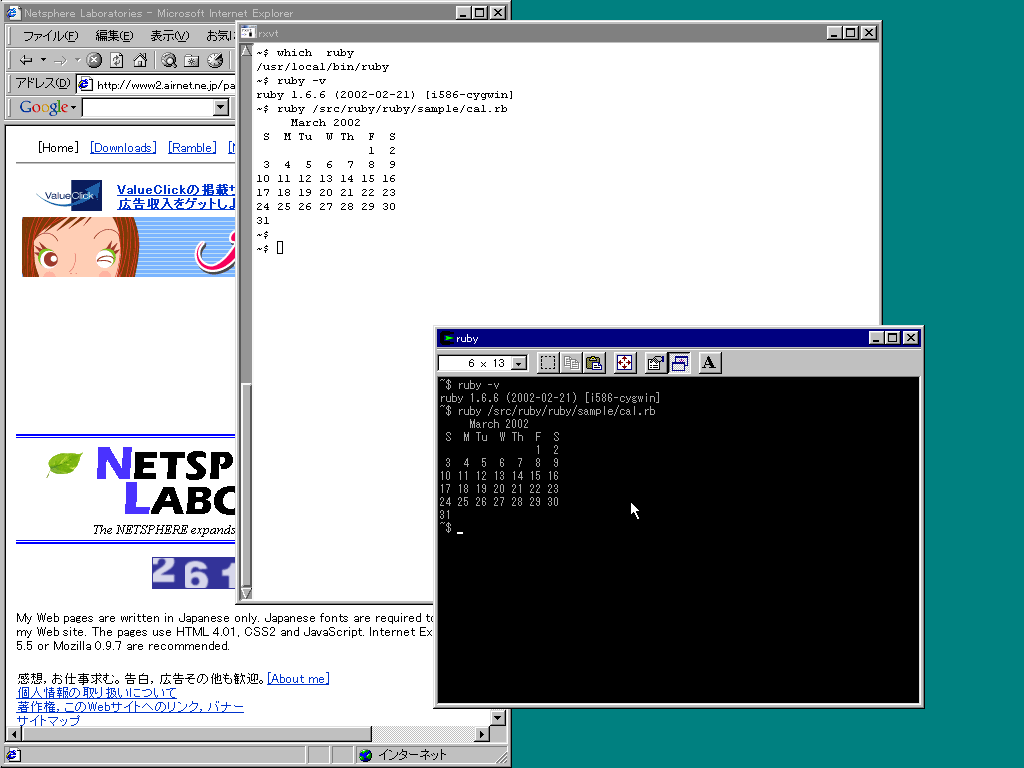 Netsphere Laboratories - Microsoft Internet Explorer
ファイル(F) 編集(E) 表示(V) お気に
アドレス(D) http://www2.airnet.ne.jp/pa
Google
[Home] [Downloads] [Ramble]
ValueClick
ValueClickの掲載サ
広告収入をゲットしよ
NETSP
LABO
The NETSPHERE expands
261
My Web pages are written in Japanese only. Japanese fonts are required to
my Web site. The pages use HTML 4.01, CSS2 and JavaScript. Internet Ex
5.5 or Mozilla 0.9.7 are recommended.
感想, お仕事求む。告白, 広告その他も歓迎。[About me]
個人情報の取り扱いについて
著作権, このWebサイトへのリンク, バナー
サイトマップ
インターネット
rxvt
~$ which  ruby
/usr/local/bin/ruby
~$ ruby -v
ruby 1.6.6 (2002-02-21) [i586-cygwin]
~$ ruby /src/ruby/ruby/sample/cal.rb
     March 2002
 S  M Tu  W Th  F  S
                1  2
 3  4  5  6  7  8  9
10 11 12 13 14 15 16
17 18 19 20 21 22 23
24 25 26 27 28 29 30
31
~$
~$
ruby
6 x 13
A
~$ ruby -v
ruby 1.6.6 (2002-02-21) [i586-cygwin]
~$ ruby /src/ruby/ruby/sample/cal.rb
     March 2002
 S  M Tu  W Th  F  S
                1  2
 3  4  5  6  7  8  9
10 11 12 13 14 15 16
17 18 19 20 21 22 23
24 25 26 27 28 29 30
31
~$ _